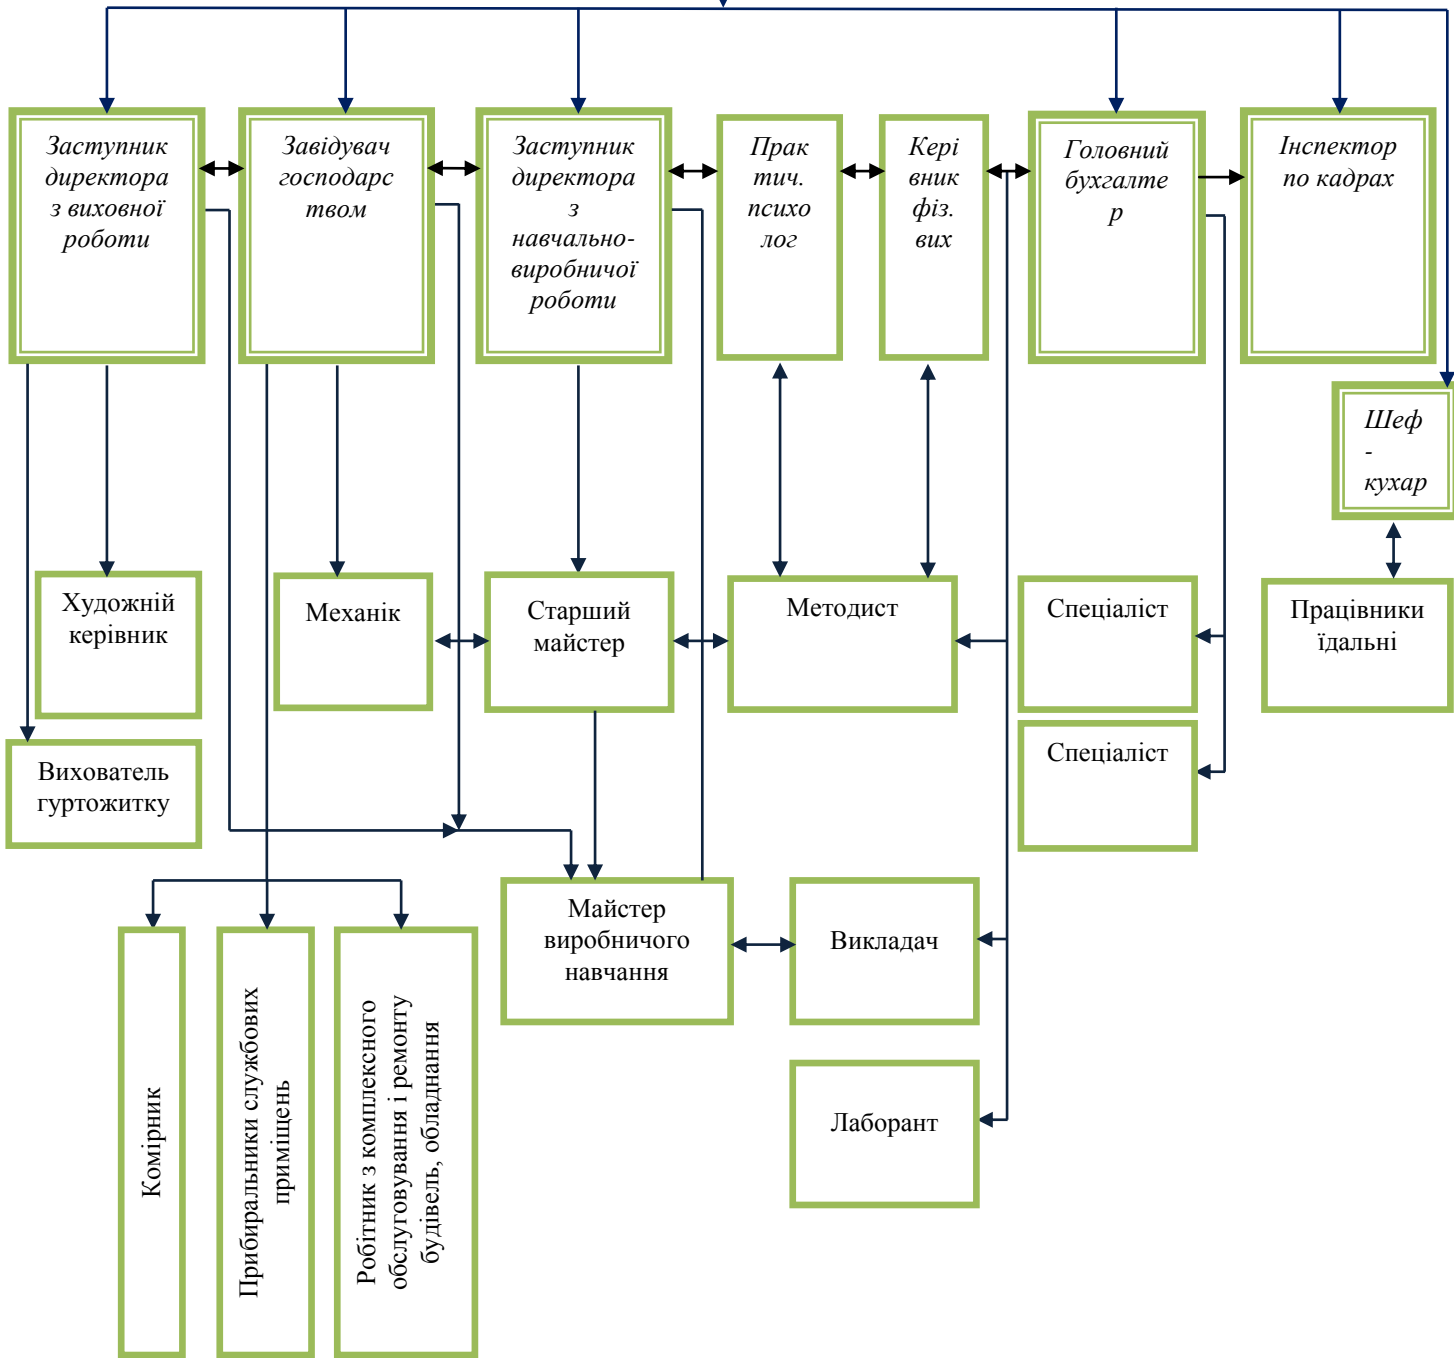 Заступник
директора
з виховної
роботи
Завідувач
господарс
твом
Заступник
директора
з
навчально-
виробничої
роботи
Прак
тич.
психо
лог
Кері
вник
фіз.
вих
Головний
бухгалте
р
Інспектор
по кадрах
Шеф
-
кухар
Художній
керівник
Механік
Старший
майстер
Методист
Спеціаліст
Працівники
їдальні
Вихователь
гуртожитку
Спеціаліст
Майстер
виробничого
навчання
Викладач
Комірник
Прибиральники службових
приміщень
Робітник з комплексного
обслуговування і ремонту
будівель, обладнання
Лаборант